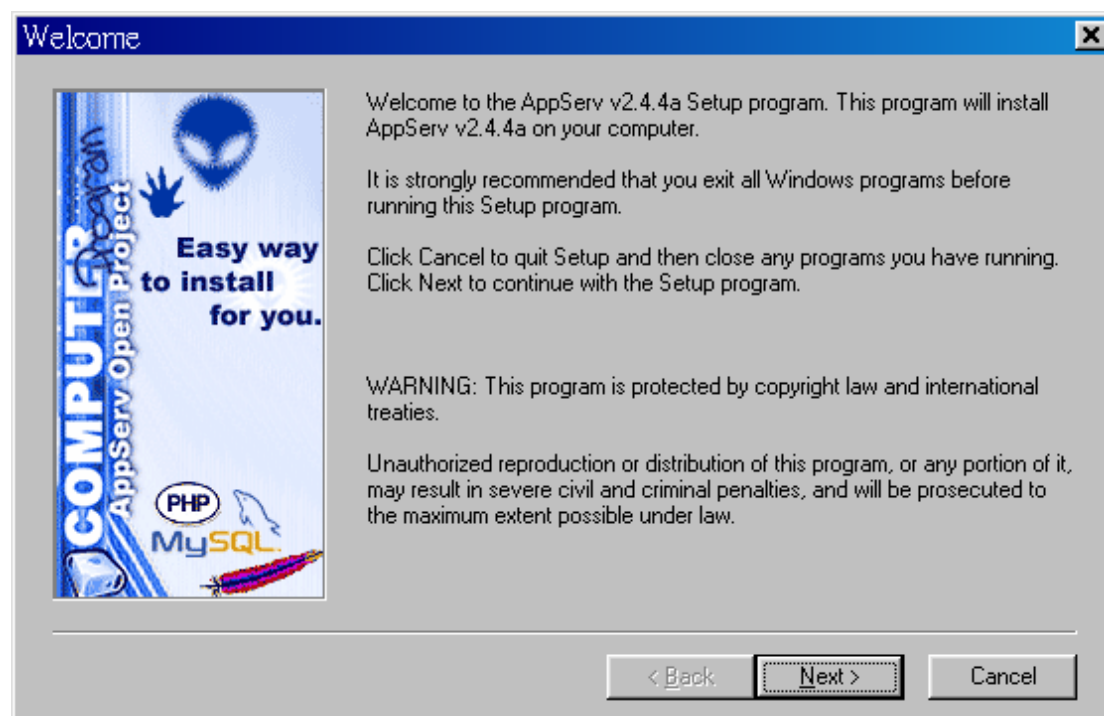 Welcome
Welcome to the AppServ v2.4.4a Setup program. This program will install
AppServ v2.4.4a on your computer.
It is strongly recommended that you exit all Windows programs before
running this Setup program.
Click Cancel to quit Setup and then close any programs you have running.
Click Next to continue with the Setup program.
WARNING: This program is protected by copyright law and international
treaties.
Unauthorized reproduction or distribution of this program, or any portion of it,
may result in severe civil and criminal penalties, and will be prosecuted to
the maximum extent possible under law.
COMPUTER
program
AppServ Open Project
Easy way
to install
for you.
PHP
MySQL
< Back
Next >
Cancel